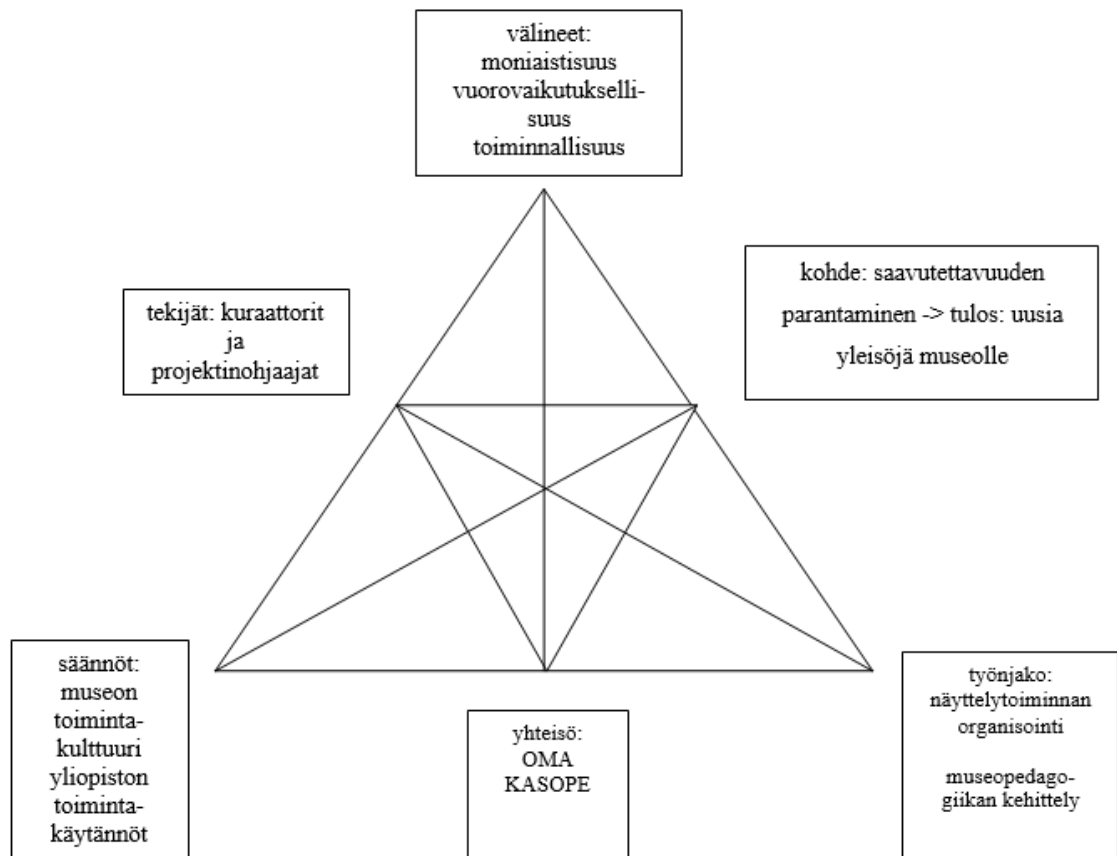 välineet:
moniaistisuus
vuorovaikutukselli-
suus
toiminnallisuus
tekijät: kuraattorit
ja
projektinohjaajat
kohde: saavutettavuuden
parantaminen -> tulos: uusia
yleisöjä museolle
säännöt:
museon
toiminta-
kulttuuri
yliopiston
toiminta-
käytännöt
yhteisö:
OMA
KASOPE
työnjako:
näyttelytoiminnan
organisointi
museopedago-
giikan kehittely